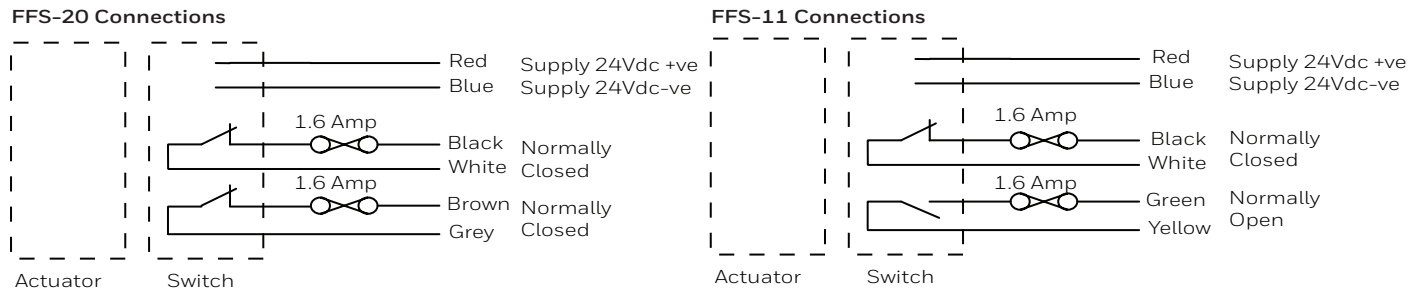 FFS-20 Connections
Red Supply 24Vdc +ve
Blue Supply 24Vdc-ve
1.6 Amp
Black Normally
White Closed
1.6 Amp
Brown Normally
Grey Closed
Actuator Switch
FFS-11 Connections
Red Supply 24Vdc +ve
Blue Supply 24Vdc-ve
1.6 Amp
Black Normally
White Closed
1.6 Amp
Green Normally
Yellow Open
Actuator Switch